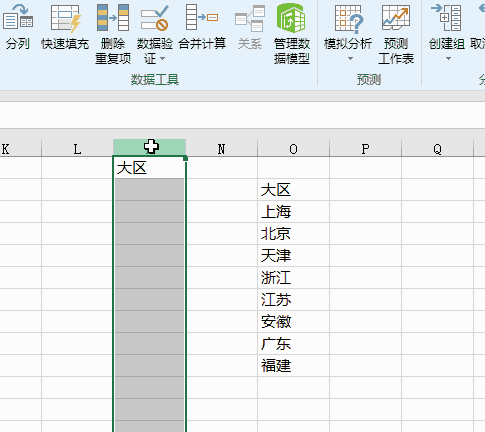 分列 快速填充 删除 数据验 合并计算 关系 管理数 模拟分析 预测 创建组
重复项 证 据模型 工作表
数据工具 预测
K L N O P Q
大区
大区
上海
北京
天津
浙江
江苏
安徽
广东
福建